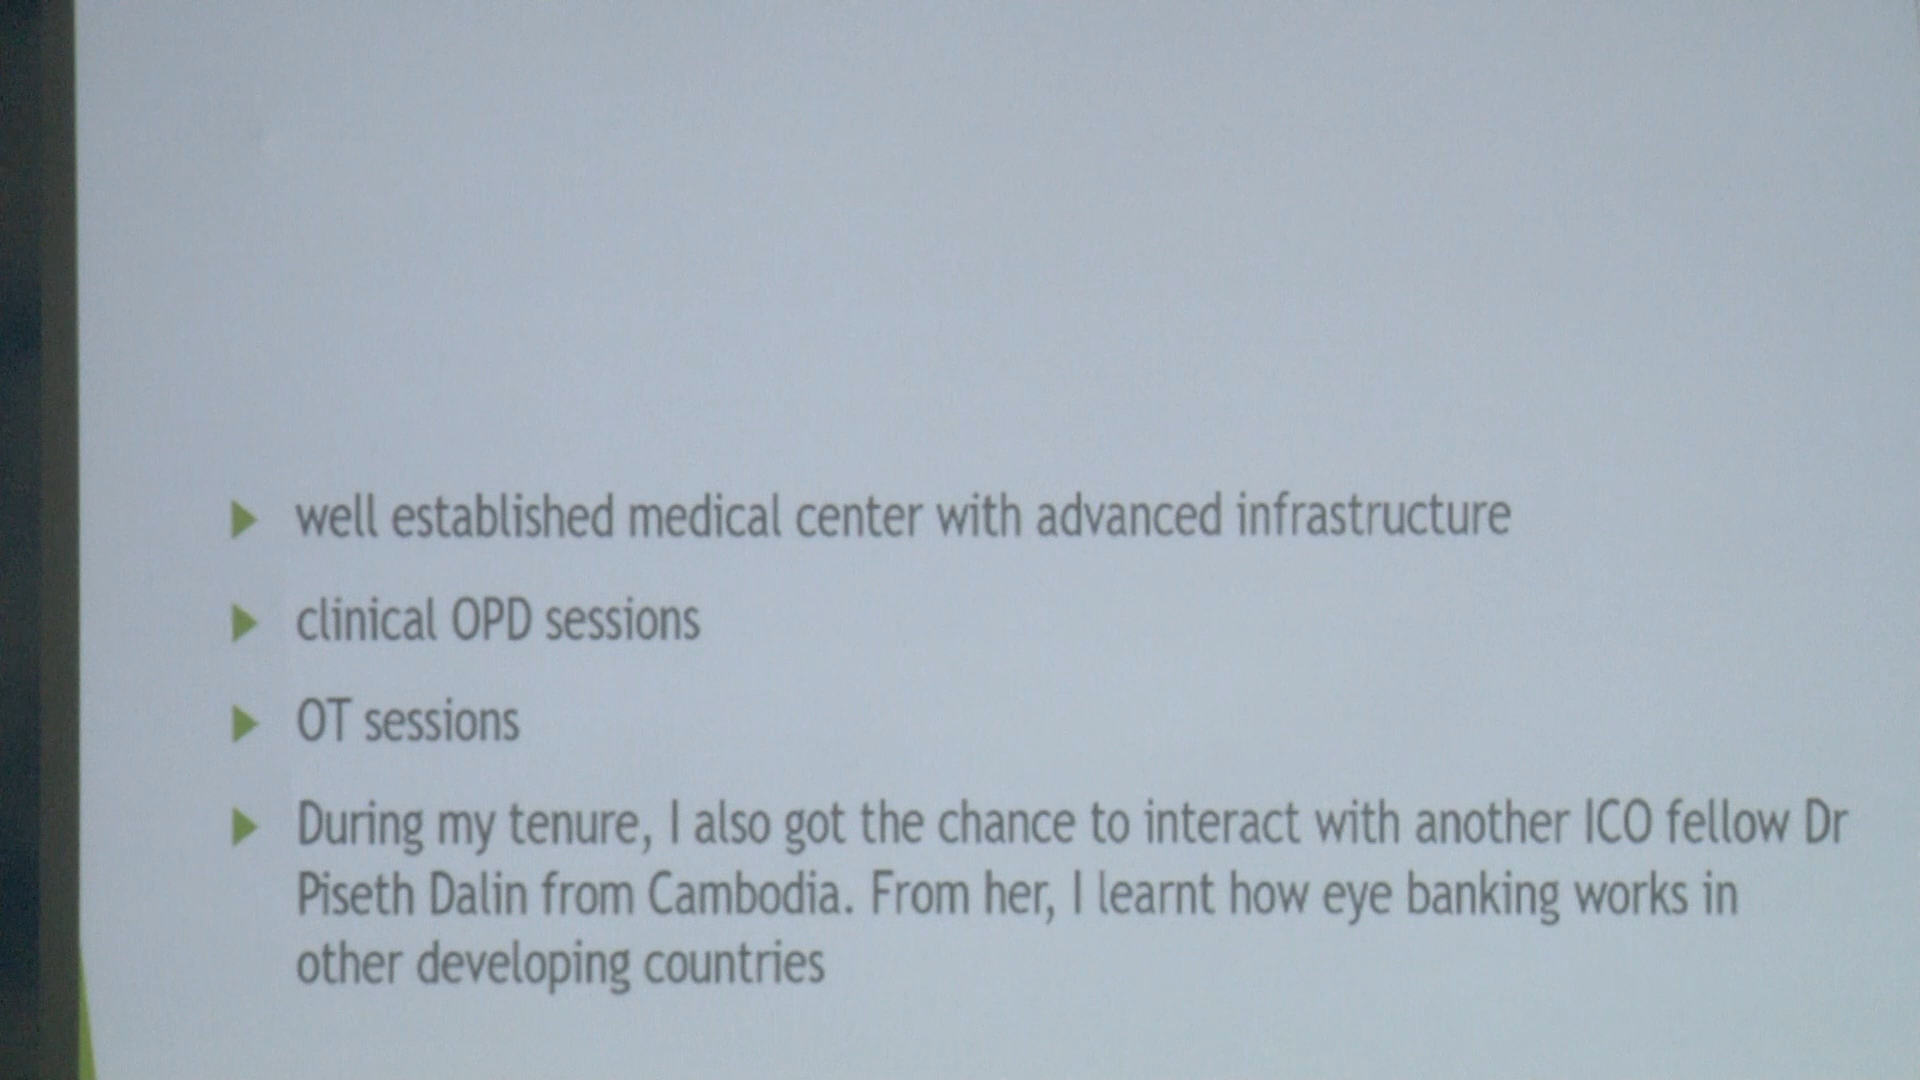 well established medical center with advanced infrastructure
clinical OPD sessions
OT sessions
During my tenure, I also got the chance to interact with another ICO fellow Dr
Piseth Dalin from Cambodia. From her, I learnt how eye banking works in
other developing countries